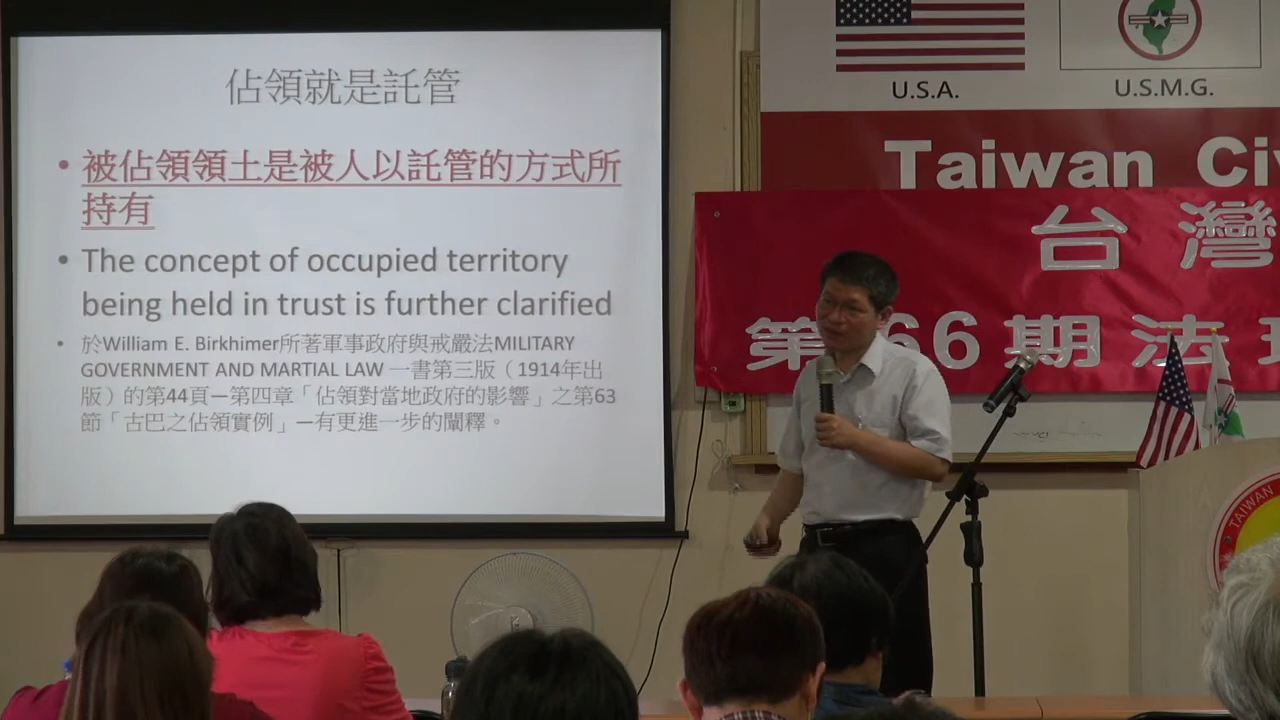 佔領就是託管
• 被佔領領土是被人以託管的方式所
持有
• The concept of occupied territory
being held in trust is further clarified
• 於William E. Birkhimer所著軍事政府與戒嚴法MILITARY
GOVERNMENT AND MARTIAL LAW 一書第三版（1914年出
版）的第44頁—第四章「佔領對當地政府的影響」之第63
節「古巴之佔領實例」—有更進一步的闡釋。
U.S.A.
U.S.M.G.
Taiwan Ci
台灣
第 66期法
TAIWAN